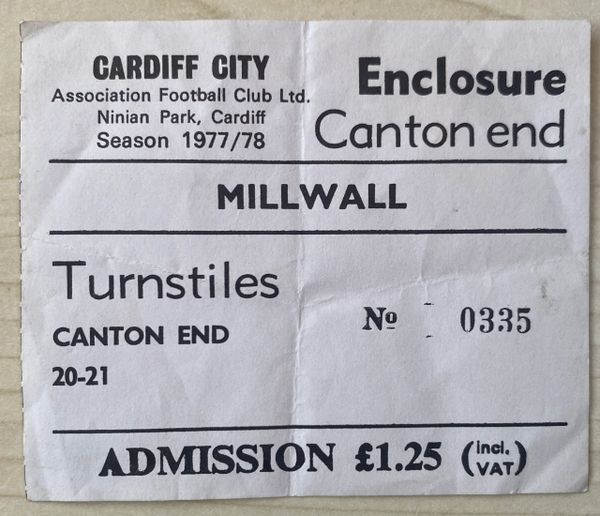 CARDIFF CITY
Association Football Club Ltd.
Ninian Park, Cardiff
Season 1977/78
Enclosure
Canton end
MILLWALL
Turnstiles
CANTON END
20-21
No 0335
ADMISSION £1.25 (incl. VAT)